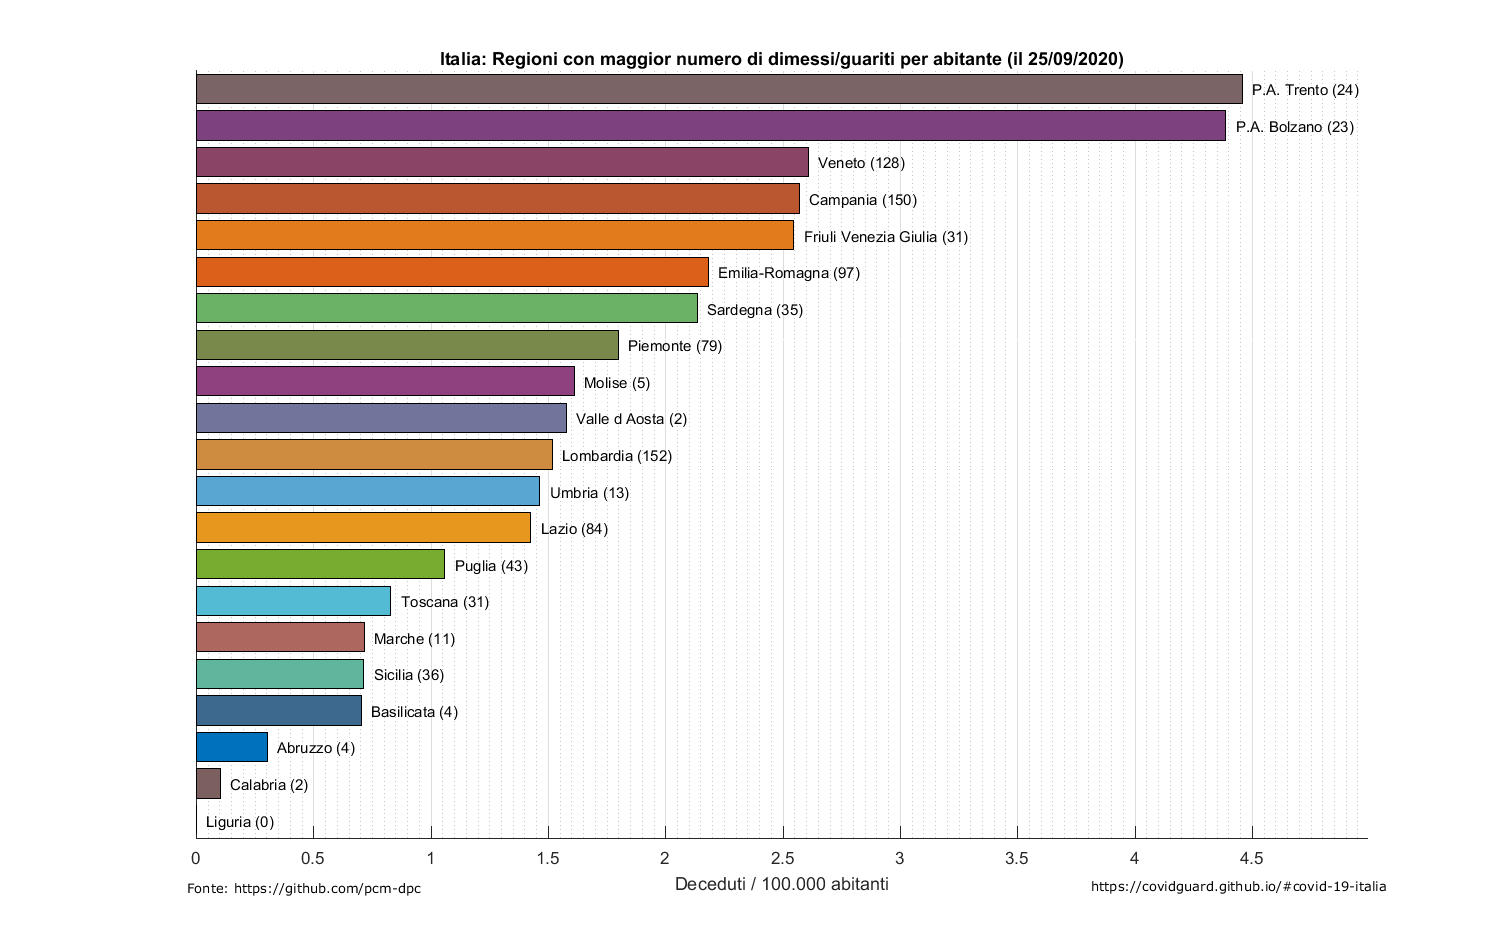 Italia: Regioni con maggior numero di dimessi/guariti per abitante (il 25/09/2020)
P.A. Trento (24)
P.A. Bolzano (23)
Veneto (128)
Campania (150)
Friuli Venezia Giulia (31)
Emilia-Romagna (97)
Sardegna (35)
Piemonte (79)
Molise (5)
Valle d Aosta (2)
Lombardia (152)
Umbria (13)
Lazio (84)
Puglia (43)
Toscana (31)
Marche (11)
Sicilia (36)
Basilicata (4)
Abruzzo (4)
Calabria (2)
Liguria (0)
0 0.5 1 1.5 2 2.5 3 3.5 4 4.5
Deceduti / 100.000 abitanti
Fonte: https://github.com/pcm-dpc
https://covidguard.github.io/#covid-19-italia